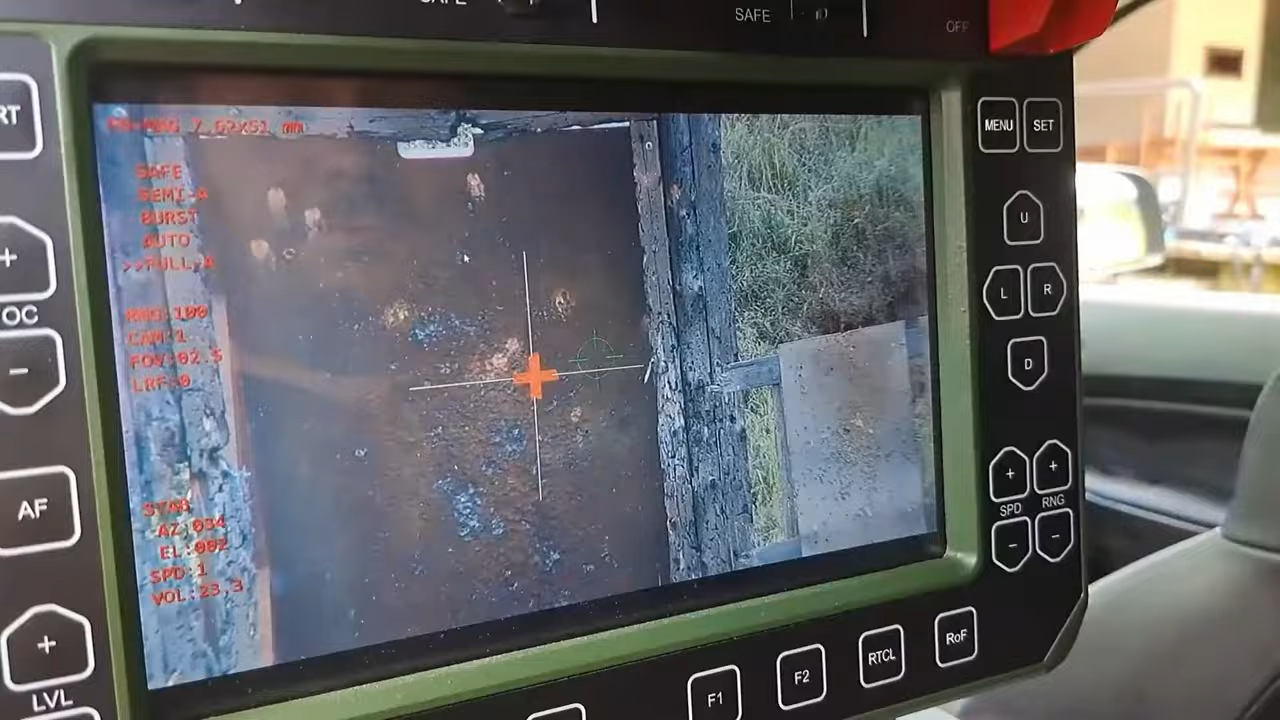 SAFE
SAFE
OFF
RT
MENU
SET
7.62X51 mm
SAFE
SEMI-A
BURST
AUTO
>>FULL-A
RNG:100
CAM:1
FOV:02.5
LRF:0
STAB
AZ:034
EL:002
SPD:1
VOL:23,3
+
OC
-
AF
+
LVL
U
L
R
D
+
+
SPD
RNG
-
-
F1
F2
RTCL
RoF